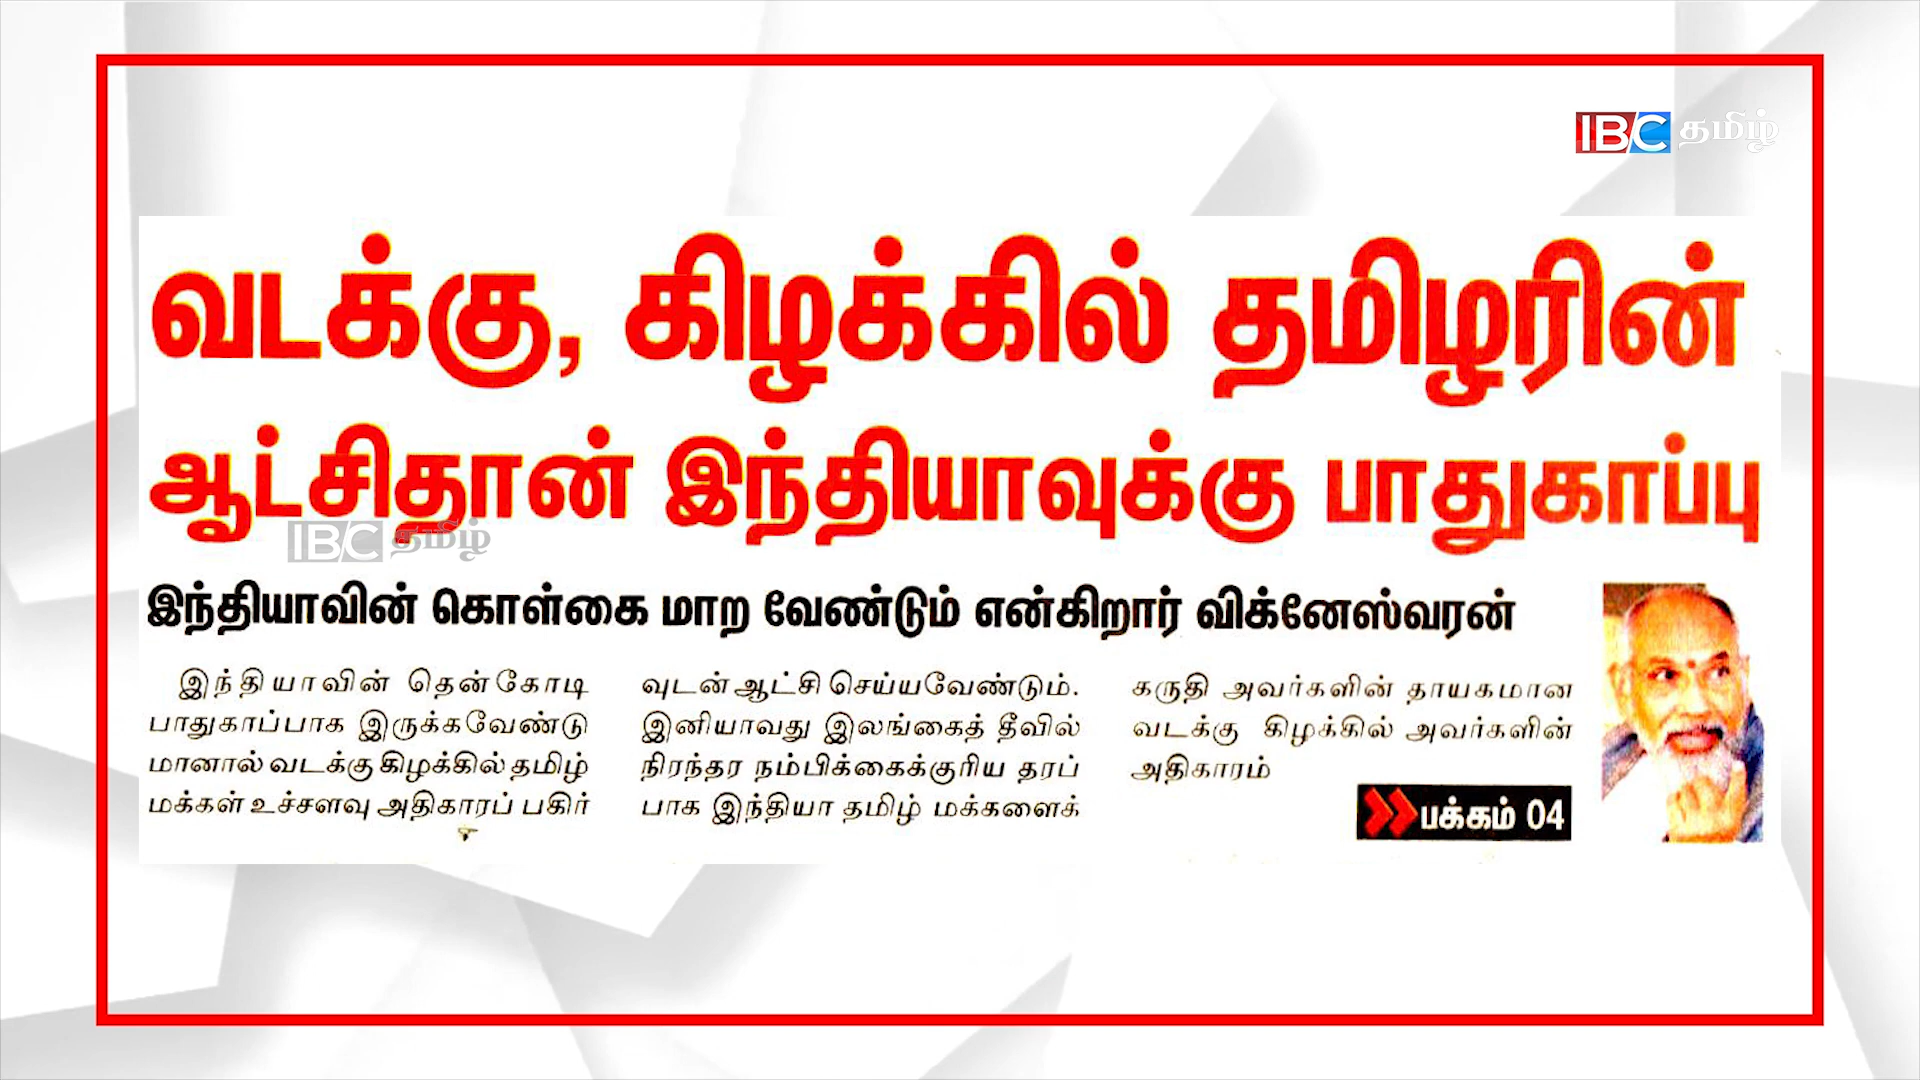 IBC தமிழ்
வடக்கு, கிழக்கில் தமிழரின்
ஆட்சிதான் இந்தியாவுக்கு பாதுகாப்பு
IBC தமிழ்
இந்தியாவின் கொள்கை மாற வேண்டும் என்கிறார் விக்னேஸ்வரன்
இந்தியாவின் தென்கோடி
பாதுகாப்பாக இருக்கவேண்டு
மானால் வடக்கு கிழக்கில் தமிழ்
மக்கள் உச்சளவு அதிகாரப் பகிர்
வுடன் ஆட்சி செய்யவேண்டும்.
இனியாவது இலங்கைத் தீவில்
நிரந்தர நம்பிக்கைக்குரிய தரப்
பாக இந்தியா தமிழ் மக்களைக்
கருதி அவர்களின் தாயகமான
வடக்கு கிழக்கில் அவர்களின்
அதிகாரம்
பக்கம் 04